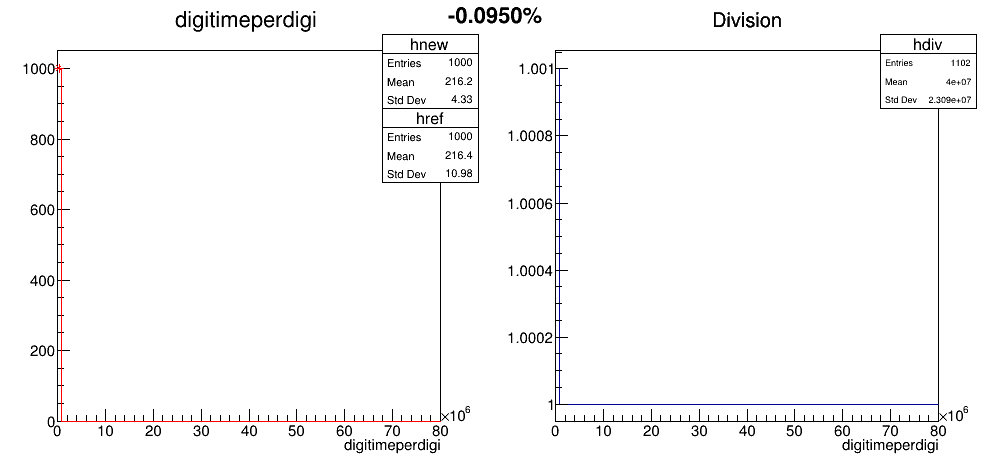 digitimeperdigi
-0.0950%
Division
hnew
Entries 1000
Mean 216.2
Std Dev 4.33
href
Entries 1000
Mean 216.4
Std Dev 10.98
1000
800
600
400
200
0
0 10 20 30 40 50 60 70 80
×10⁶
digitimeperdigi
hdiv
Entries 1102
Mean 4e+07
Std Dev 2.309e+07
1.001
1.0008
1.0006
1.0004
1.0002
1
0 10 20 30 40 50 60 70 80
×10⁶
digitimeperdigi